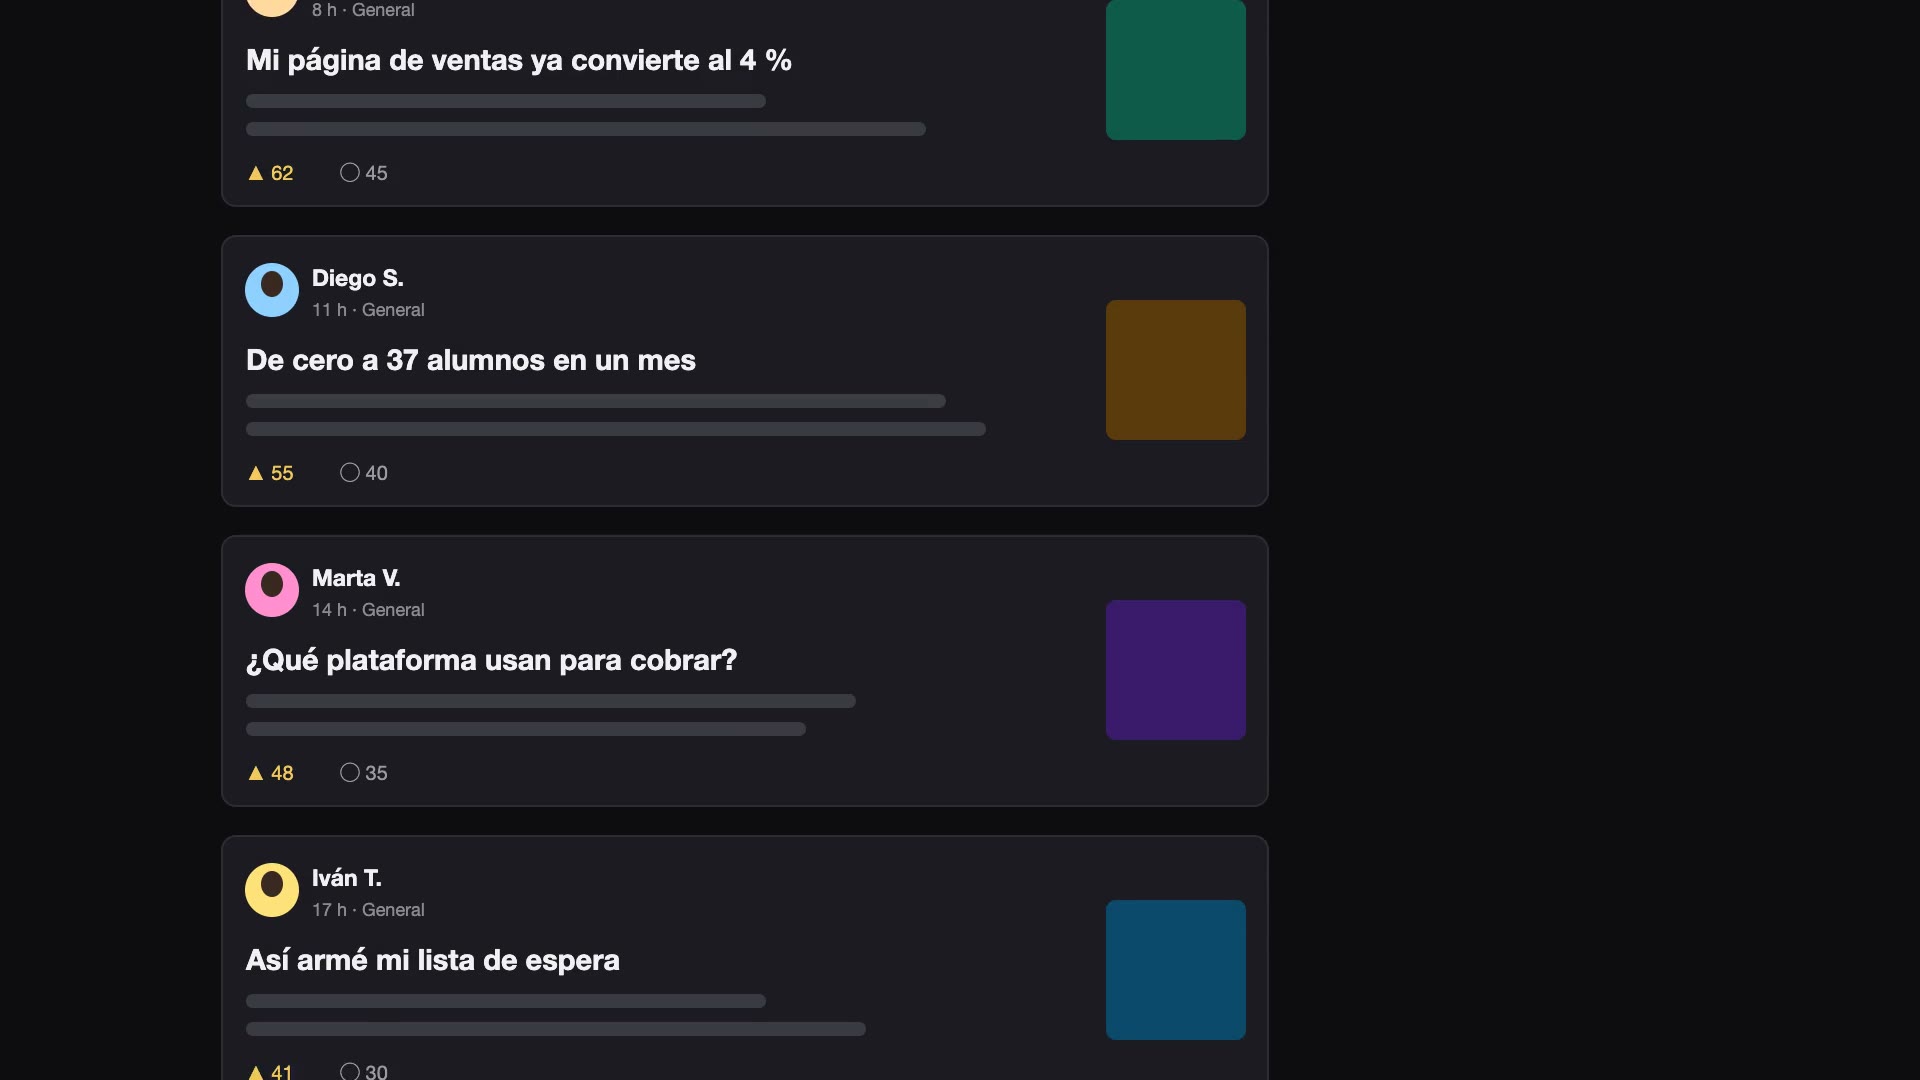 8 h · General
Mi página de ventas ya convierte al 4 %
▲ 62 ◯ 45
Diego S.
11 h · General
De cero a 37 alumnos en un mes
▲ 55 ◯ 40
Marta V.
14 h · General
¿Qué plataforma usan para cobrar?
▲ 48 ◯ 35
Iván T.
17 h · General
Así armé mi lista de espera
▲ 41 ◯ 30